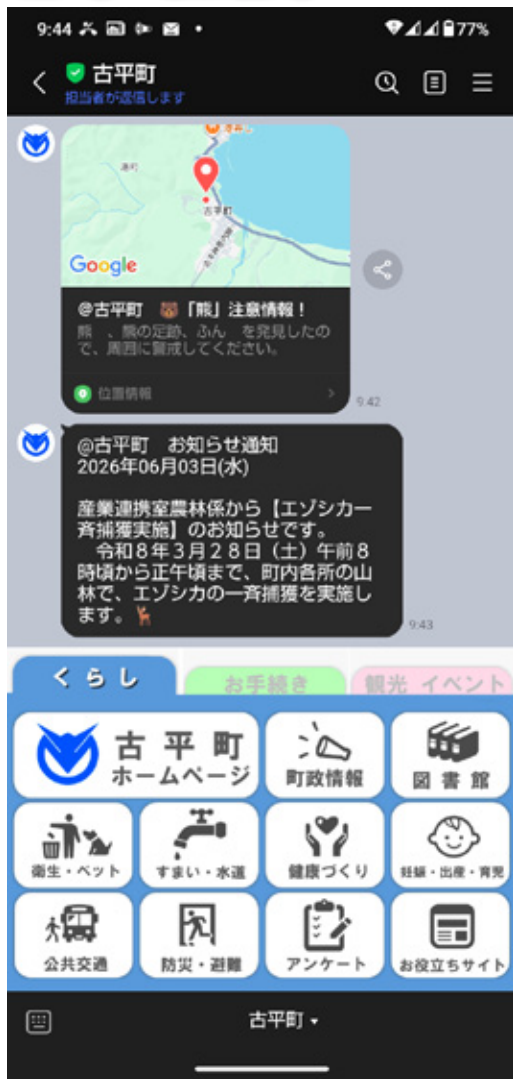 9:44
77%
古平町
担当者が返信します
港町
古平町
Google
@古平町　🐻「熊」注意情報！
熊　、熊の足跡、ふん　を発見したの
で、周囲に警戒してください。
位置情報
9:42
@古平町　お知らせ通知
2026年06月03日(水)
産業連携室農林係から【エゾシカ一
斉捕獲実施】のお知らせです。
　令和８年３月２８日（土）午前８
時頃から正午頃まで、町内各所の山
林で、エゾシカの一斉捕獲を実施し
ます。🦌
9:43
くらし
お手続き
観光 イベント
古平町
ホームページ
町政情報
図書館
衛生・ペット
すまい・水道
健康づくり
妊娠・出産・育児
公共交通
防災・避難
アンケート
お役立ちサイト
古平町